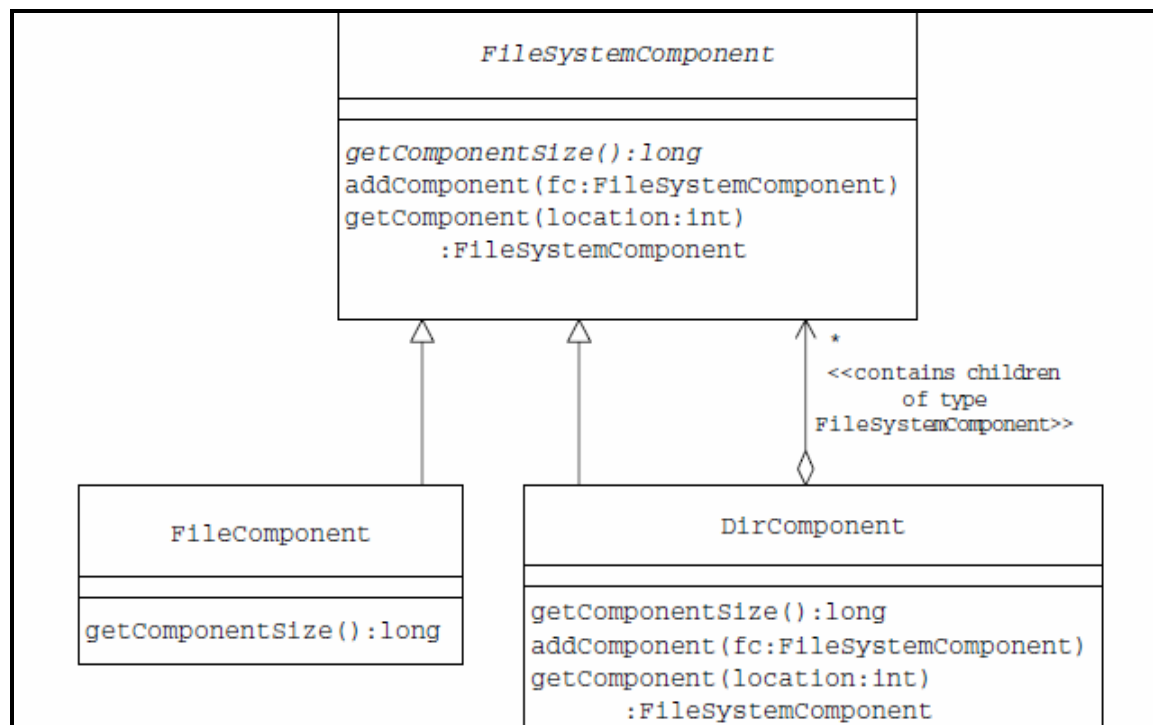 FileSystemComponent
getComponentSize():long
addComponent(fc:FileSystemComponent)
getComponent(location:int)
:FileSystemComponent
*
<<contains children
of type
FileSystemComponent>>
FileComponent
getComponentSize():long
DirComponent
getComponentSize():long
addComponent(fc:FileSystemComponent)
getComponent(location:int)
:FileSystemComponent